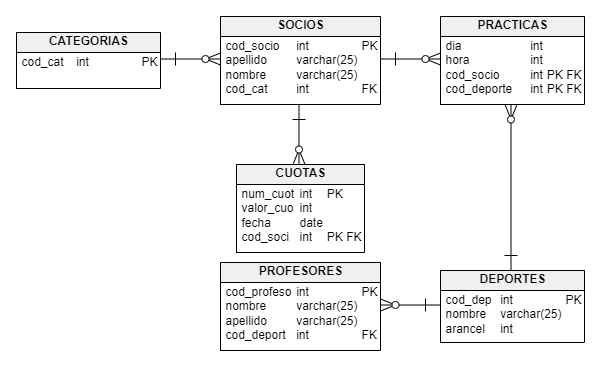 CATEGORIAS
cod_cat int PK
SOCIOS
cod_socio int PK
apellido varchar(25)
nombre varchar(25)
cod_cat int FK
PRACTICAS
dia int
hora int
cod_socio int PK FK
cod_deporte int PK FK
CUOTAS
num_cuot int PK
valor_cuo int
fecha date
cod_soci int PK FK
PROFESORES
cod_profeso int PK
nombre varchar(25)
apellido varchar(25)
cod_deport int FK
DEPORTES
cod_dep int PK
nombre varchar(25)
arancel int